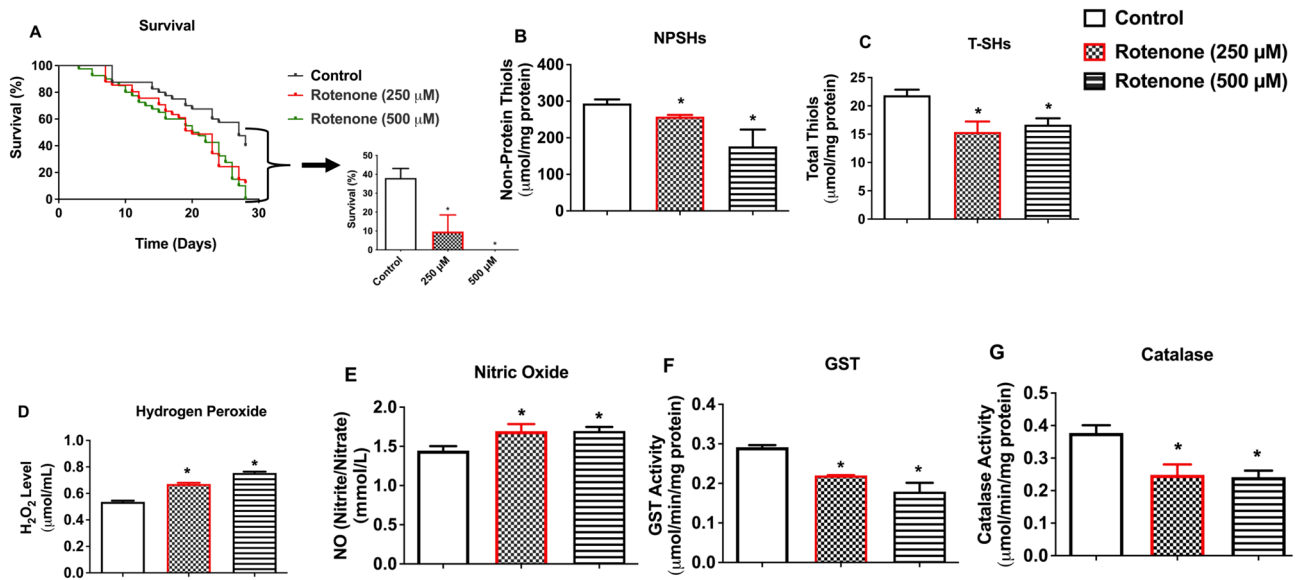 Control
Rotenone (250 µM)
Rotenone (500 µM)
A
Survival
Survival (%)
100
80
60
40
20
0
0
10
20
30
Time (Days)
Control
Rotenone (250 µM)
Rotenone (500 µM)
Survival (%)
50
40
30
20
10
0
*
*
Control
250 µM
500 µM
B
NPSHs
Non-Protein Thiols
(µmol/mg protein)
400
300
200
100
0
*
*
C
T-SHs
Total Thiols
(µmol/mg protein)
25
20
15
10
5
0
*
*
D
Hydrogen Peroxide
H₂O₂ Level
(µmol/mL)
1.0
0.8
0.6
0.4
0.2
0.0
*
*
E
Nitric Oxide
NO (Nitrite/Nitrate)
(mmol/L)
2.0
1.5
1.0
0.5
0.0
*
*
F
GST
GST Activity
(µmol/min/mg protein)
0.4
0.3
0.2
0.1
0.0
*
*
G
Catalase
Catalase Activity
(µmol/min/mg protein)
0.5
0.4
0.3
0.2
0.1
0.0
*
*